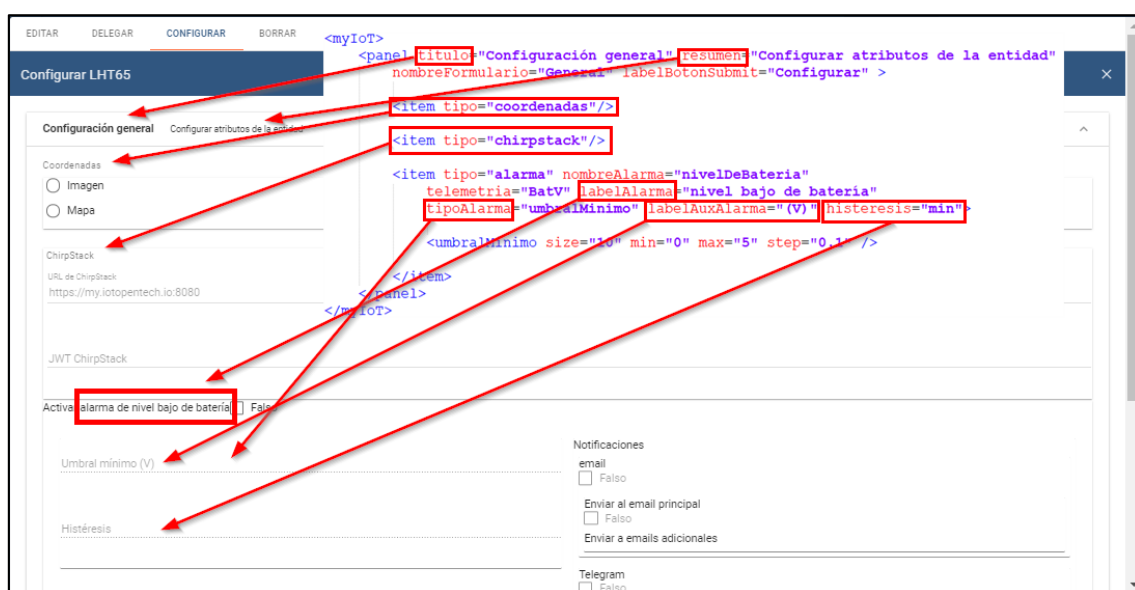 EDITAR DELEGAR CONFIGURAR BORRAR
<myIoT>
<panel titulo="Configuración general" resumen="Configurar atributos de la entidad"
nombreFormulario="General" labelBotonSubmit="Configurar" >
Configurar LHT65 ×
<item tipo="coordenadas"/>
Configuración general Configurar atributos de la entidad
<item tipo="chirpstack"/>
Coordenadas
<item tipo="alarma" nombreAlarma="nivelDeBateria"
Imagen
telemetria="BatV" labelAlarma="nivel bajo de batería"
Mapa
tipoAlarma="umbralMinimo" labelAuxAlarma="(V)" histeresis="min">
<umbralMinimo size="10" min="0" max="5" step="0.1" />
ChirpStack
</item>
URL de ChirpStack
https://my.iotopentech.io:8080
</panel>
</myIoT>
JWT ChirpStack
Activar alarma de nivel bajo de batería Falso
Notificaciones
Umbral mínimo (V)
email
Falso
Enviar al email principal
Falso
Histéresis
Enviar a emails adicionales
Telegram
Falso